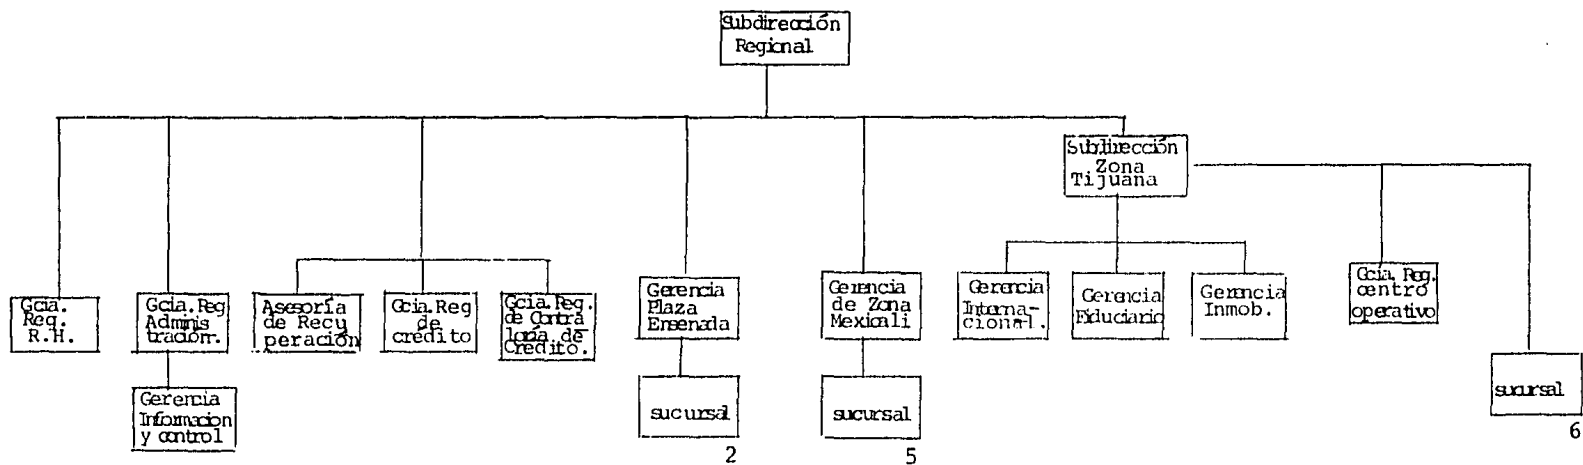 Subdirección
Regional
Subdirección
Zona
Tijuana
Gcia.
Reg.
R.H.
Gcia.Reg
Adminis
tración.
Asesoría
de Recu
peración
Gcia.Reg
de
crédito
Gcia.Reg.
de Contra
loría de
Crédito.
Gerencia
Plaza
Ensenada
Gerencia
de Zona
Mexicali
Gerencia
Interna-
cional.
Gerencia
Fiduciario
Gerencia
Inmob.
Gcia. Reg.
centro
operativo
Gerencia
Informacion
y control
sucursal
2
sucursal
5
sucursal
6